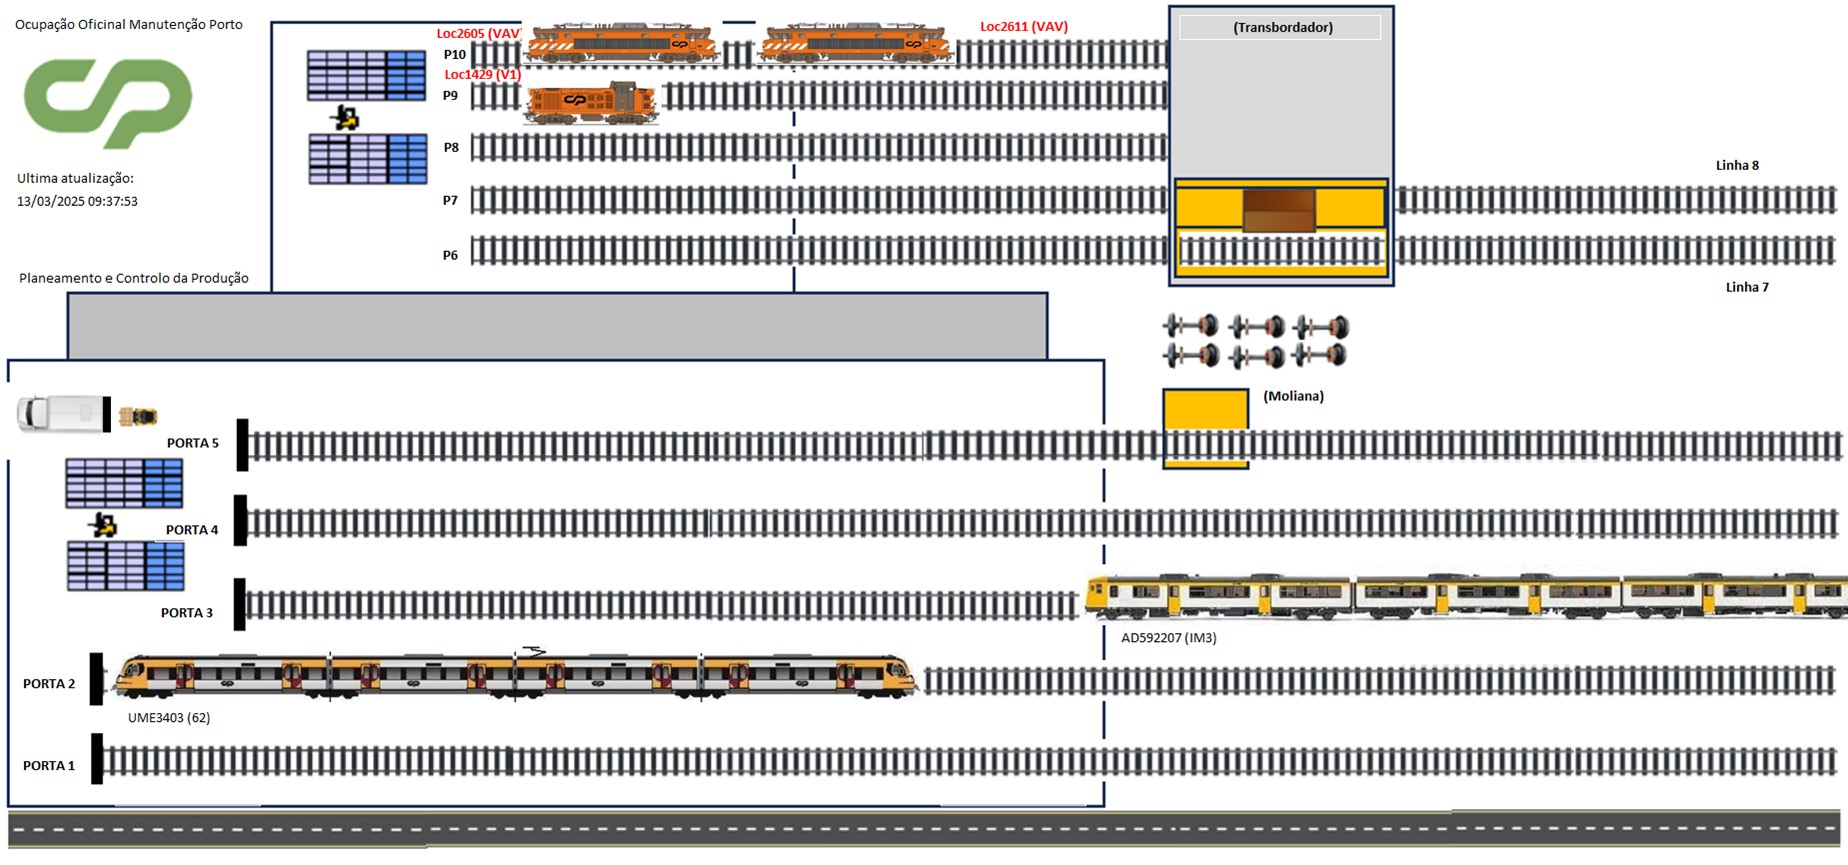 Ocupação Oficinal Manutenção Porto
Ultima atualização:
13/03/2025 09:37:53
Planeamento e Controlo da Produção
Loc2605 (VAV)
Loc2611 (VAV)
P10
Loc1429 (V1)
P9
P8
P7
P6
(Transbordador)
Linha 8
Linha 7
(Moliana)
PORTA 5
PORTA 4
PORTA 3
AD592207 (IM3)
PORTA 2
UME3403 (62)
PORTA 1